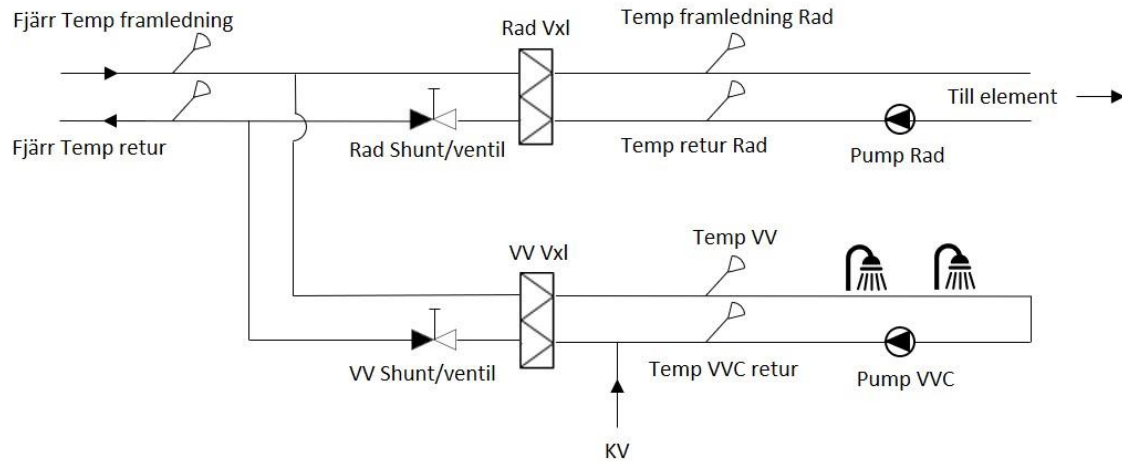 Fjärr Temp framledning
Rad Vxl
Temp framledning Rad
Till element
Fjärr Temp retur
Rad Shunt/ventil
Temp retur Rad
Pump Rad
VV Vxl
Temp VV
VV Shunt/ventil
Temp VVC retur
Pump VVC
KV